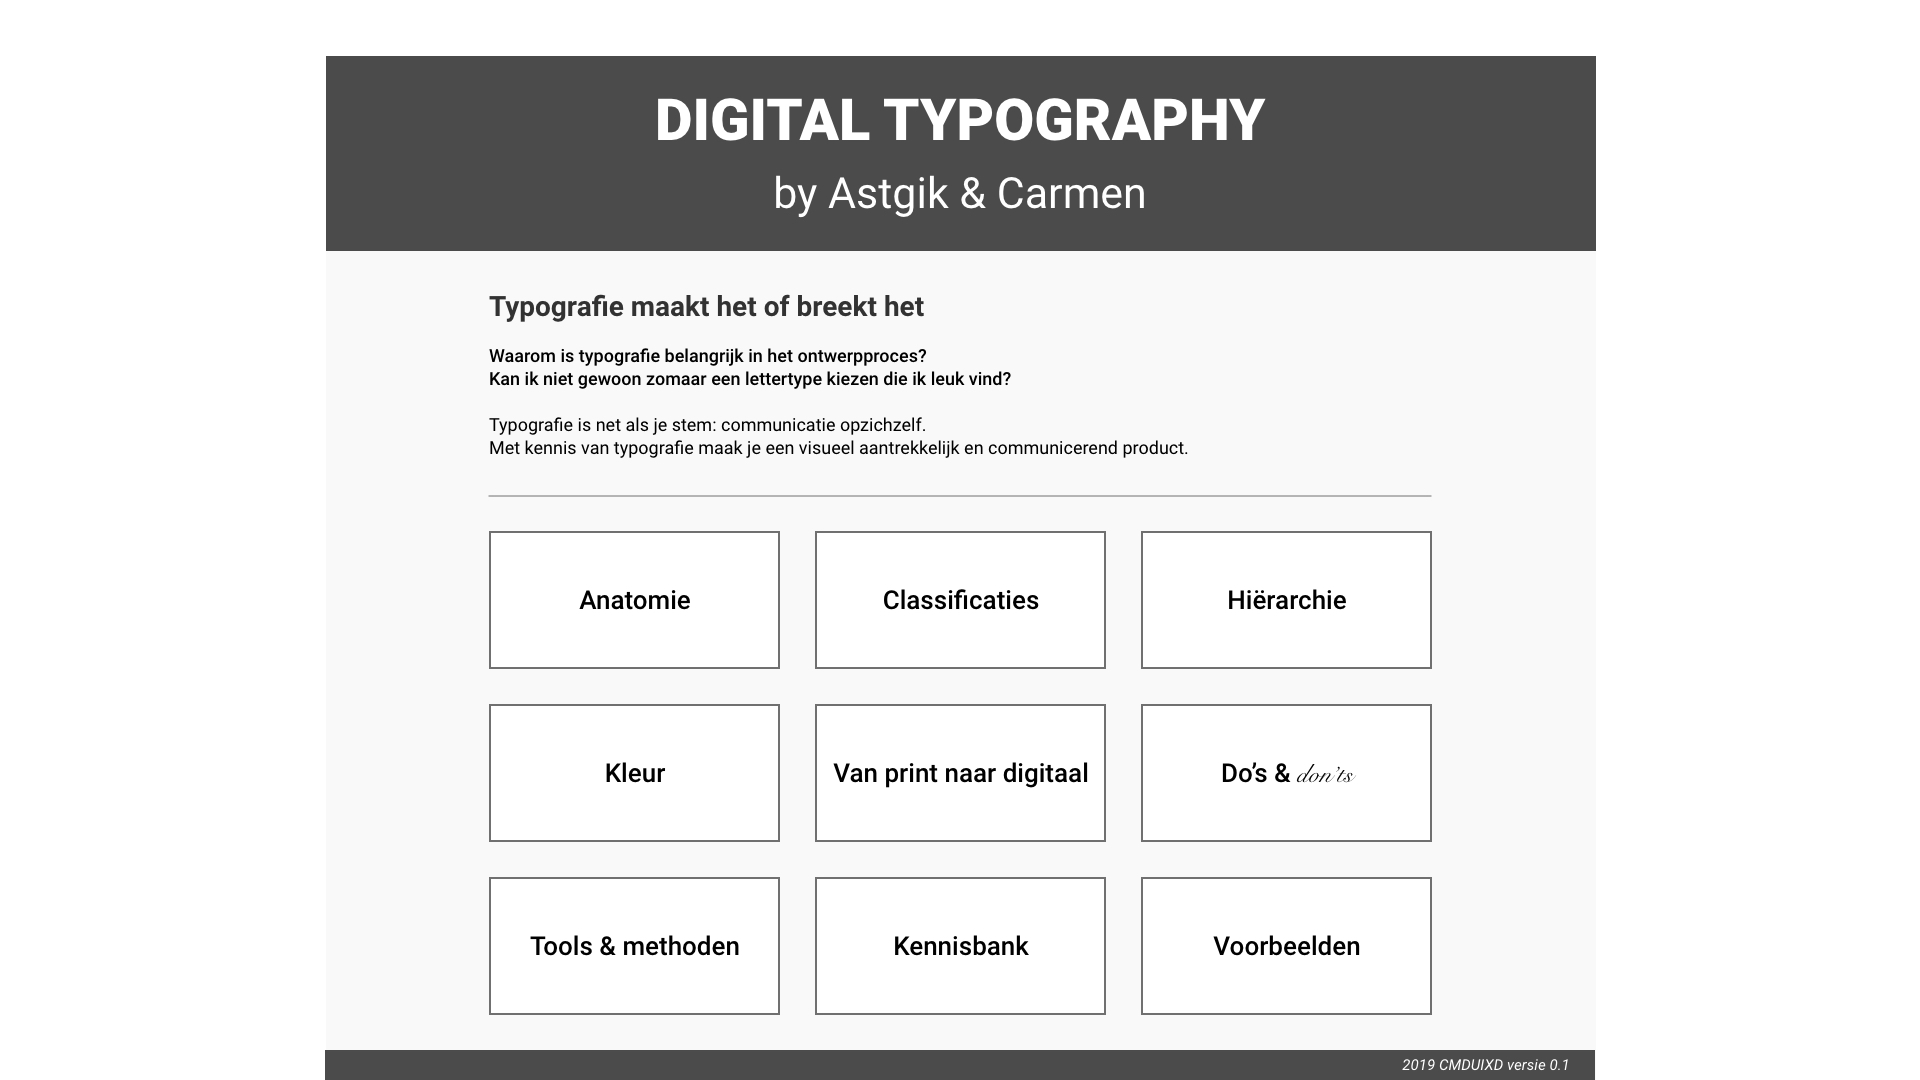 DIGITAL TYPOGRAPHY
by Astgik & Carmen
Typografie maakt het of breekt het
Waarom is typografie belangrijk in het ontwerpproces?
Kan ik niet gewoon zomaar een lettertype kiezen die ik leuk vind?
Typografie is net als je stem: communicatie opzichzelf.
Met kennis van typografie maak je een visueel aantrekkelijk en communicerend product.
Anatomie
Classificaties
Hiërarchie
Kleur
Van print naar digitaal
Do’s & don’ts
Tools & methoden
Kennisbank
Voorbeelden
2019 CMDUIXD versie 0.1